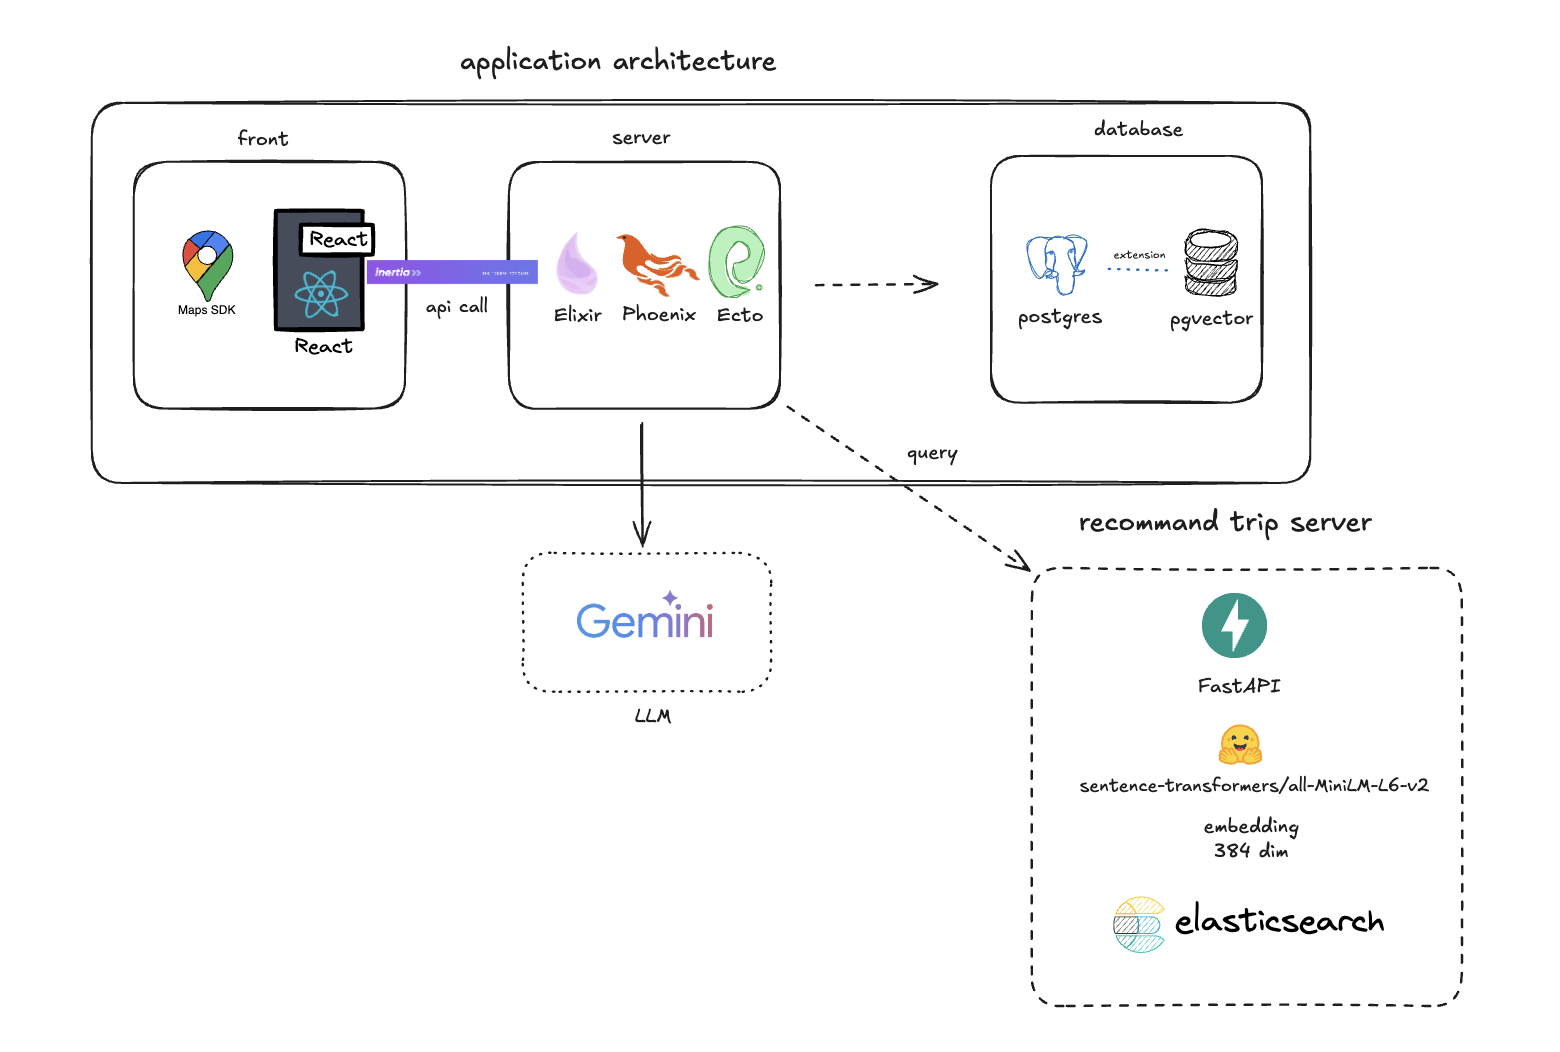 application architecture
front
server
database
React
inertia
extension
Maps SDK
api call
Elixir
Phoenix
Ecto
postgres
pgvector
React
query
recommand trip server
Gemini
LLM
FastAPI
sentence-transformers/all-MiniLM-L6-v2
embedding
384 dim
elasticsearch